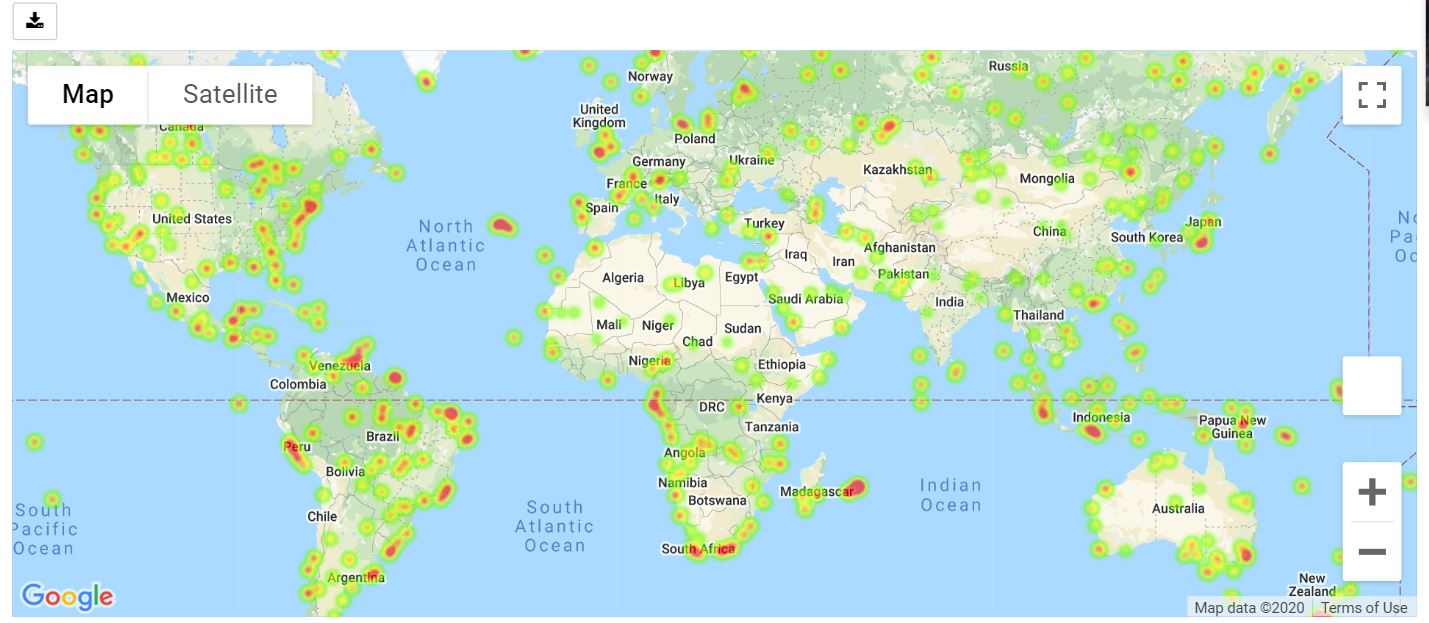 Map
Satellite
Russia
Norway
Canada
United
Kingdom
Poland
Germany
Ukraine
Kazakhstan
Mongolia
France
Italy
Spain
United States
North
Atlantic
Ocean
Turkey
Japan
China
South Korea
Iraq
Iran
Afghanistan
Pakistan
Algeria
Libya
Egypt
Saudi Arabia
India
Mexico
Mali
Niger
Sudan
Chad
Thailand
Venezuela
Nigeria
Ethiopia
Colombia
DRC
Kenya
Indonesia
Papua New
Guinea
Brazil
Peru
Tanzania
Angola
Bolivia
Namibia
Botswana
Madagascar
Indian
Ocean
Australia
South
Pacific
Ocean
Chile
South
Atlantic
Ocean
South Africa
Argentina
New
Zealand
Google
Map data ©2020
Terms of Use